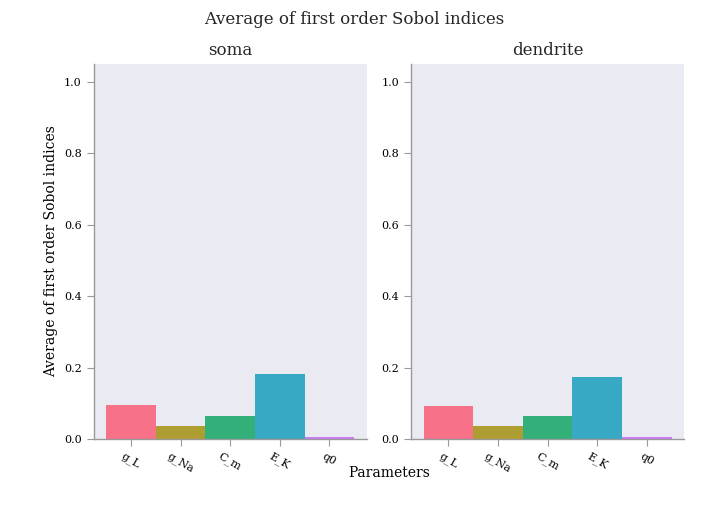 Average of first order Sobol indices
soma
dendrite
Average of first order Sobol indices
1.0
0.8
0.6
0.4
0.2
0.0
1.0
0.8
0.6
0.4
0.2
0.0
g_L
g_Na
C_m
E_K
q0
g_L
g_Na
C_m
E_K
q0
Parameters